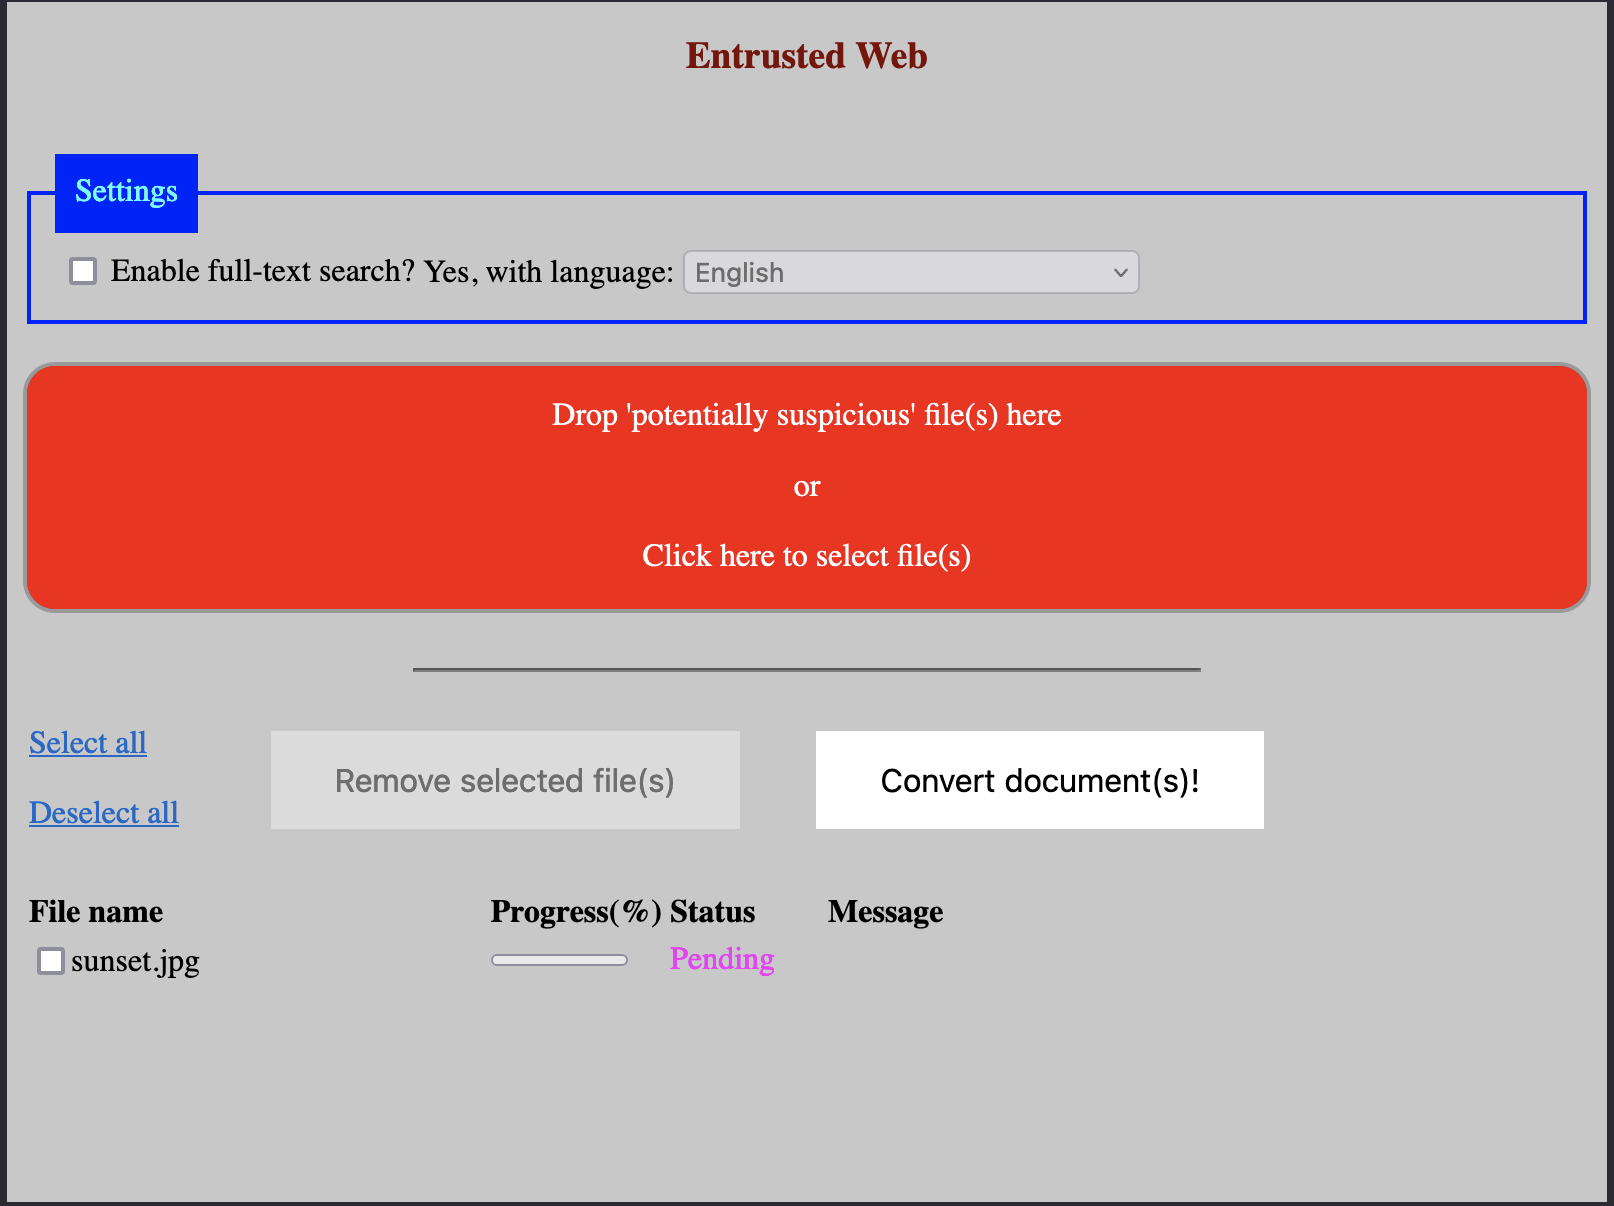 Entrusted Web
Settings
Enable full-text search? Yes, with language: English
Drop 'potentially suspicious' file(s) here
or
Click here to select file(s)
Select all
Deselect all
Remove selected file(s)
Convert document(s)!
File name Progress(%) Status Message
sunset.jpg Pending